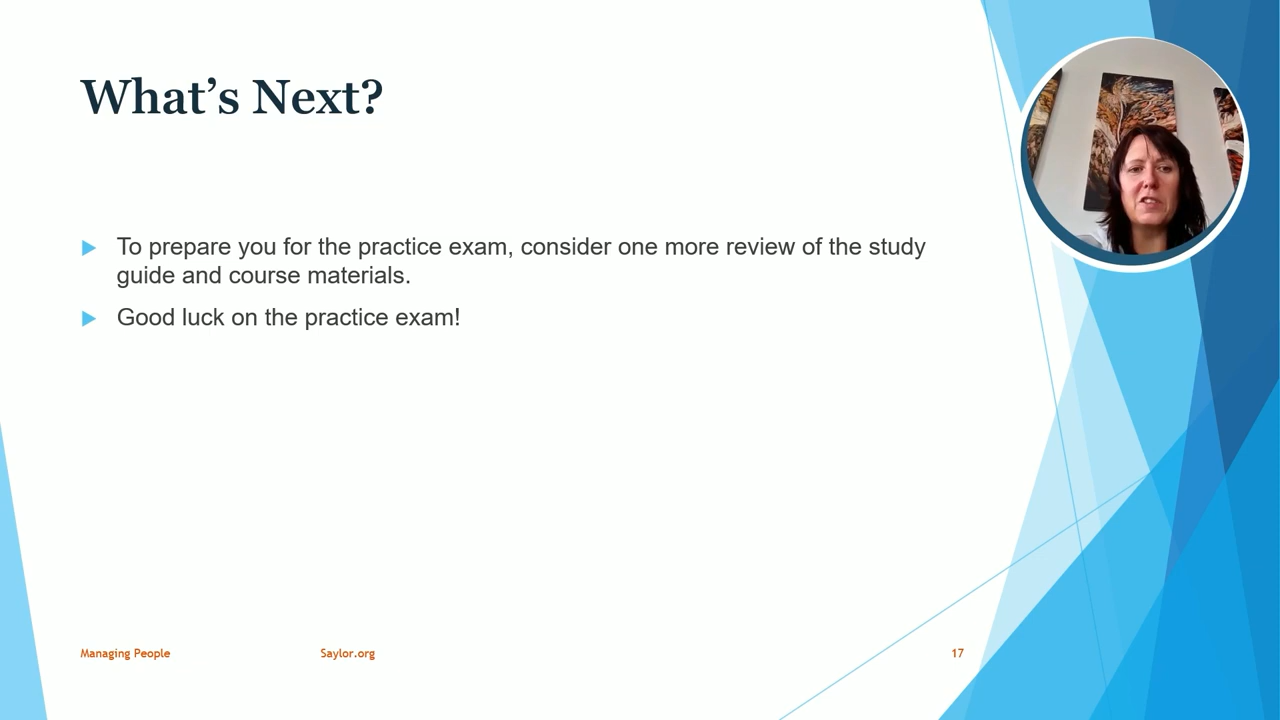 What’s Next?
To prepare you for the practice exam, consider one more review of the study
guide and course materials.
Good luck on the practice exam!
Managing People Saylor.org 17